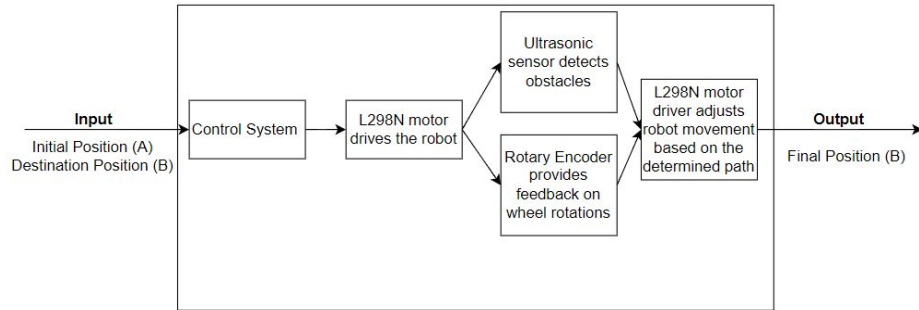 Input
Initial Position (A)
Destination Position (B)
Control System
L298N motor
drives the robot
Ultrasonic
sensor detects
obstacles
Rotary Encoder
provides
feedback on
wheel rotations
L298N motor
driver adjusts
robot movement
based on the
determined path
Output
Final Position (B)